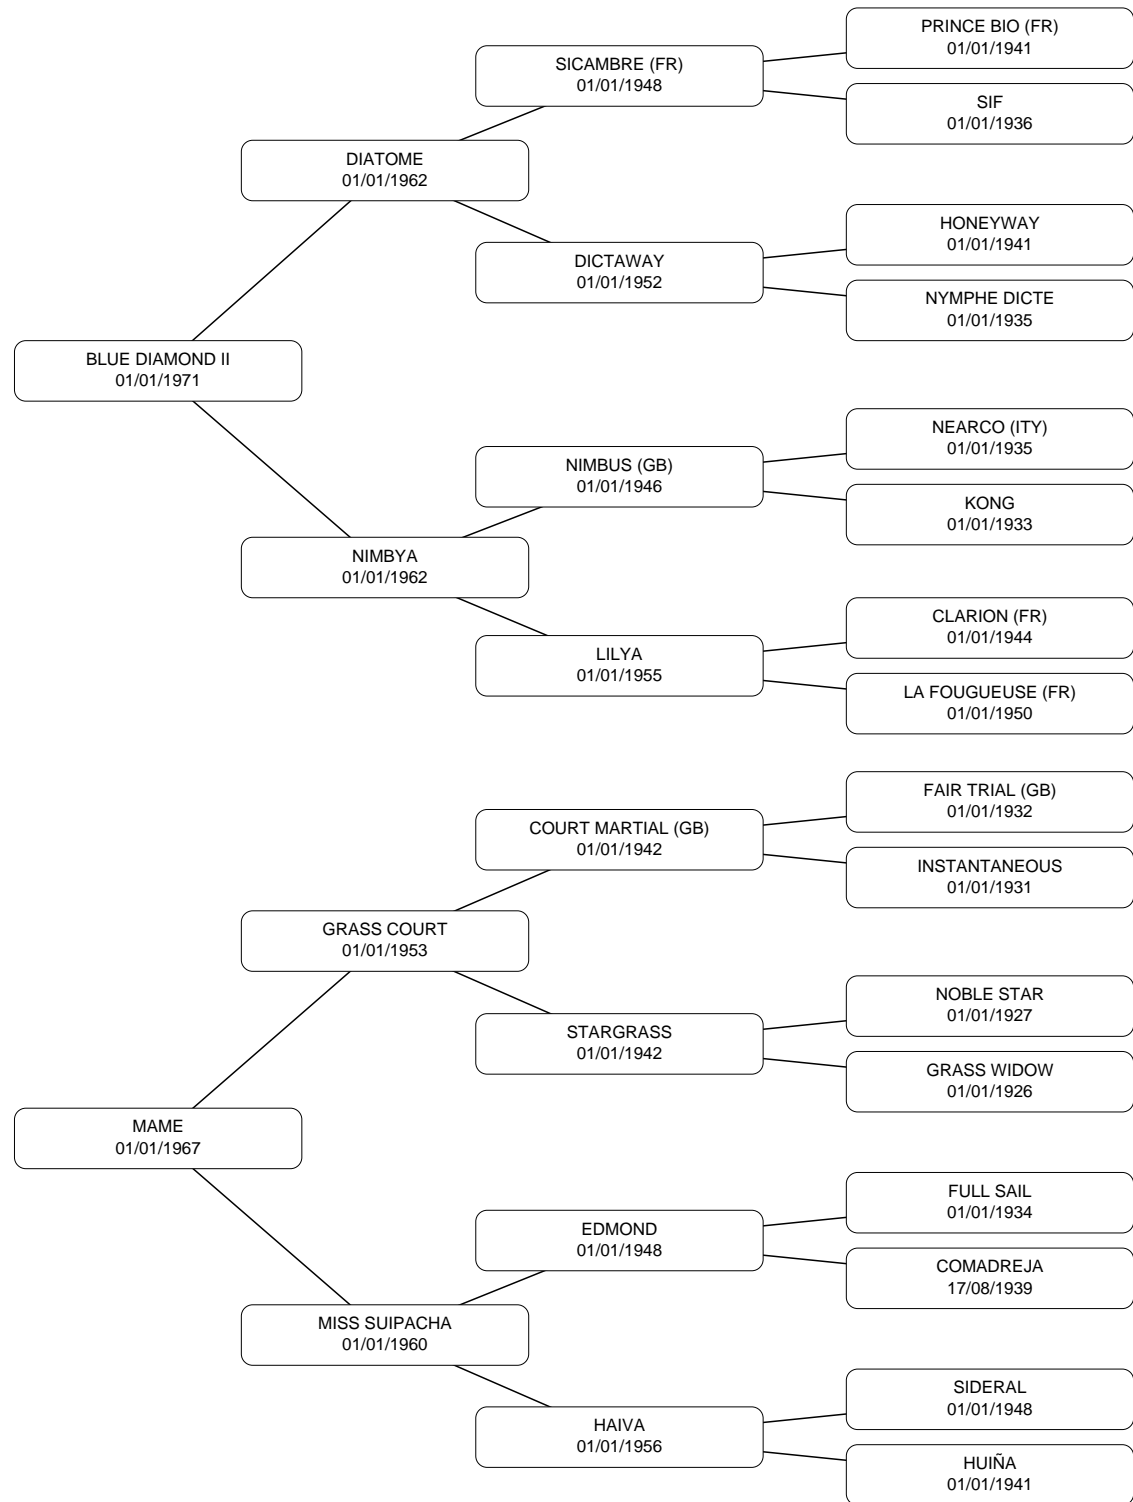 PRINCE BIO (FR)
01/01/1941
SICAMBRE (FR)
01/01/1948
SIF
01/01/1936
DIATOME
01/01/1962
HONEYWAY
01/01/1941
DICTAWAY
01/01/1952
NYMPHE DICTE
01/01/1935
BLUE DIAMOND II
01/01/1971
NEARCO (ITY)
01/01/1935
NIMBUS (GB)
01/01/1946
KONG
01/01/1933
NIMBYA
01/01/1962
CLARION (FR)
01/01/1944
LILYA
01/01/1955
LA FOUGUEUSE (FR)
01/01/1950
FAIR TRIAL (GB)
01/01/1932
COURT MARTIAL (GB)
01/01/1942
INSTANTANEOUS
01/01/1931
GRASS COURT
01/01/1953
NOBLE STAR
01/01/1927
STARGRASS
01/01/1942
GRASS WIDOW
01/01/1926
MAME
01/01/1967
FULL SAIL
01/01/1934
EDMOND
01/01/1948
COMADREJA
17/08/1939
MISS SUIPACHA
01/01/1960
SIDERAL
01/01/1948
HAIVA
01/01/1956
HUIÑA
01/01/1941